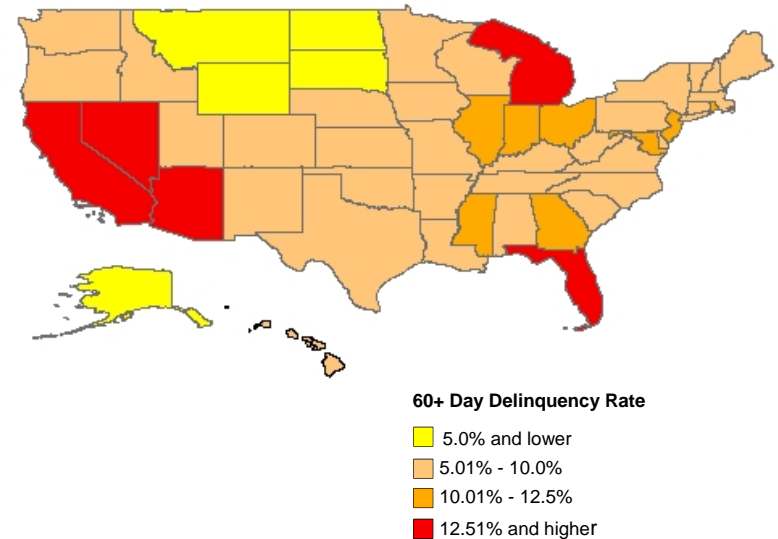 60+ Day Delinquency Rate
5.0% and lower
5.01% - 10.0%
10.01% - 12.5%
12.51% and higher